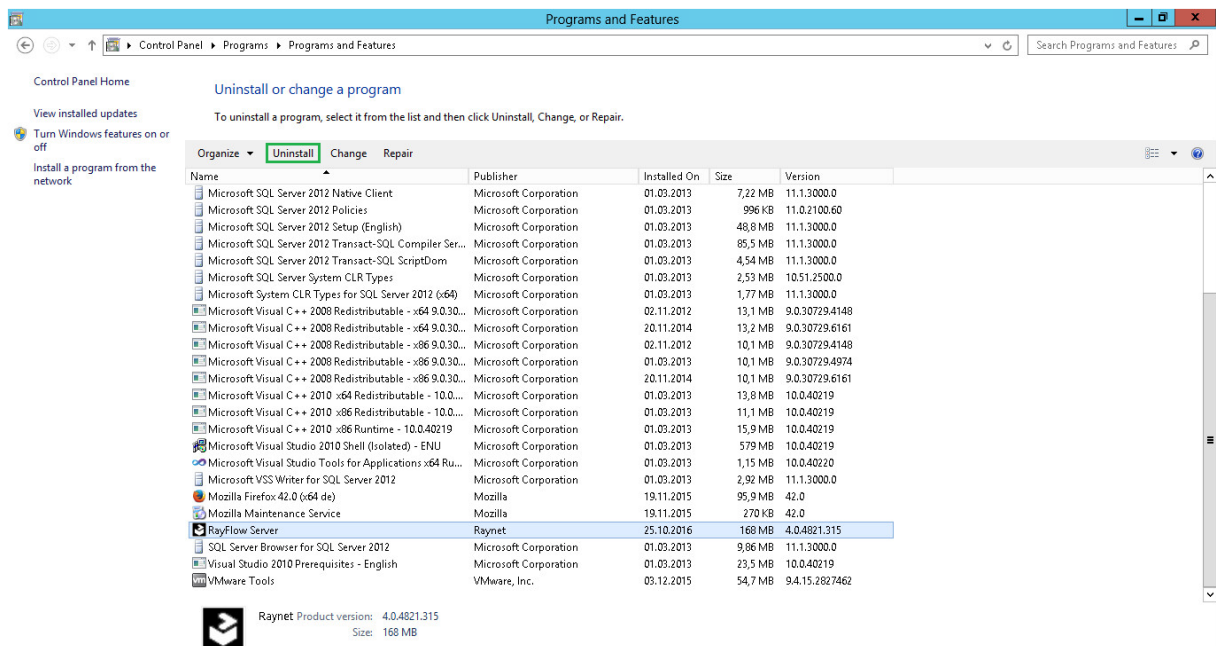 Programs and Features
Control Panel Programs Programs and Features Search Programs and Features
Control Panel Home
View installed updates
Turn Windows features on or
off
Install a program from the
network
Uninstall or change a program
To uninstall a program, select it from the list and then click Uninstall, Change, or Repair.
Organize Uninstall Change Repair
Name Publisher Installed On Size Version
Microsoft SQL Server 2012 Native Client Microsoft Corporation 01.03.2013 7,22 MB 11.1.3000.0
Microsoft SQL Server 2012 Policies Microsoft Corporation 01.03.2013 996 KB 11.0.2100.60
Microsoft SQL Server 2012 Setup (English) Microsoft Corporation 01.03.2013 48,8 MB 11.1.3000.0
Microsoft SQL Server 2012 Transact-SQL Compiler Ser... Microsoft Corporation 01.03.2013 85,5 MB 11.1.3000.0
Microsoft SQL Server 2012 Transact-SQL ScriptDom Microsoft Corporation 01.03.2013 4,54 MB 11.1.3000.0
Microsoft SQL Server System CLR Types Microsoft Corporation 01.03.2013 2,53 MB 10.51.2500.0
Microsoft System CLR Types for SQL Server 2012 (x64) Microsoft Corporation 01.03.2013 1,77 MB 11.1.3000.0
Microsoft Visual C++ 2008 Redistributable - x64 9.0.30... Microsoft Corporation 02.11.2012 13,1 MB 9.0.30729.4148
Microsoft Visual C++ 2008 Redistributable - x64 9.0.30... Microsoft Corporation 20.11.2014 13,2 MB 9.0.30729.6161
Microsoft Visual C++ 2008 Redistributable - x86 9.0.30... Microsoft Corporation 02.11.2012 10,1 MB 9.0.30729.4148
Microsoft Visual C++ 2008 Redistributable - x86 9.0.30... Microsoft Corporation 01.03.2013 10,1 MB 9.0.30729.4974
Microsoft Visual C++ 2008 Redistributable - x86 9.0.30... Microsoft Corporation 20.11.2014 10,1 MB 9.0.30729.6161
Microsoft Visual C++ 2010 x64 Redistributable - 10.0.... Microsoft Corporation 01.03.2013 13,8 MB 10.0.40219
Microsoft Visual C++ 2010 x86 Redistributable - 10.0.... Microsoft Corporation 01.03.2013 11,1 MB 10.0.40219
Microsoft Visual C++ 2010 x86 Runtime - 10.0.40219 Microsoft Corporation 01.03.2013 15,9 MB 10.0.40219
Microsoft Visual Studio 2010 Shell (Isolated) - ENU Microsoft Corporation 01.03.2013 579 MB 10.0.40219
Microsoft Visual Studio Tools for Applications x64 Ru... Microsoft Corporation 01.03.2013 1,15 MB 10.0.40220
Microsoft VSS Writer for SQL Server 2012 Microsoft Corporation 01.03.2013 2,92 MB 11.1.3000.0
Mozilla Firefox 42.0 (x64 de) Mozilla 19.11.2015 95,9 MB 42.0
Mozilla Maintenance Service Mozilla 19.11.2015 270 KB 42.0
RayFlow Server Raynet 25.10.2016 168 MB 4.0.4821.315
SQL Server Browser for SQL Server 2012 Microsoft Corporation 01.03.2013 9,86 MB 11.1.3000.0
Visual Studio 2010 Prerequisites - English Microsoft Corporation 01.03.2013 23,5 MB 10.0.40219
vm VMware Tools VMware, Inc. 03.12.2015 54,7 MB 9.4.15.2827462
Raynet Product version: 4.0.4821.315
Size: 168 MB